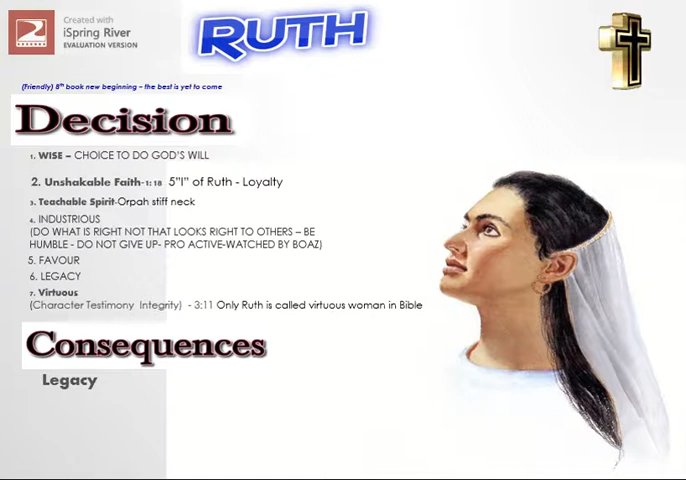 Created with
iSpring River
EVALUATION VERSION
RUTH
(Friendly) 8th book new beginning – the best is yet to come
Decision
1. WISE – CHOICE TO DO GOD'S WILL
2. Unshakable Faith-1: 18 5"I" of Ruth - Loyalty
3. Teachable Spirit-Orpah stiff neck
4. INDUSTRIOUS
(DO WHAT IS RIGHT NOT THAT LOOKS RIGHT TO OTHERS – BE
HUMBLE - DO NOT GIVE UP- PRO ACTIVE-WATCHED BY BOAZ)
5. FAVOUR
6. LEGACY
7. Virtuous
(Character Testimony Integrity) - 3:11 Only Ruth is called virtuous woman in Bible
Consequences
Legacy